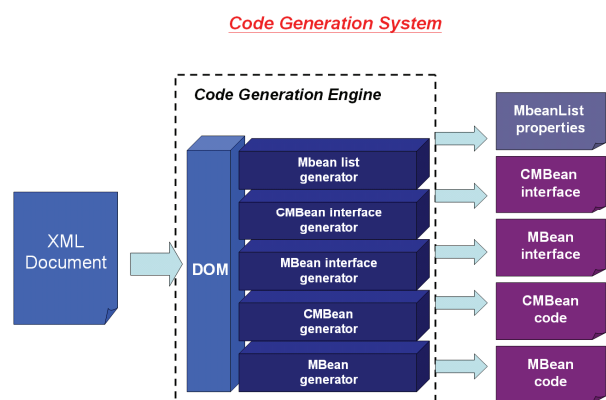 Code Generation System
Code Generation Engine
XML
Document
DOM
Mbean list
generator
CMBean interface
generator
MBean interface
generator
CMBean
generator
MBean
generator
MbeanList
properties
CMBean
interface
MBean
interface
CMBean
code
MBean
code